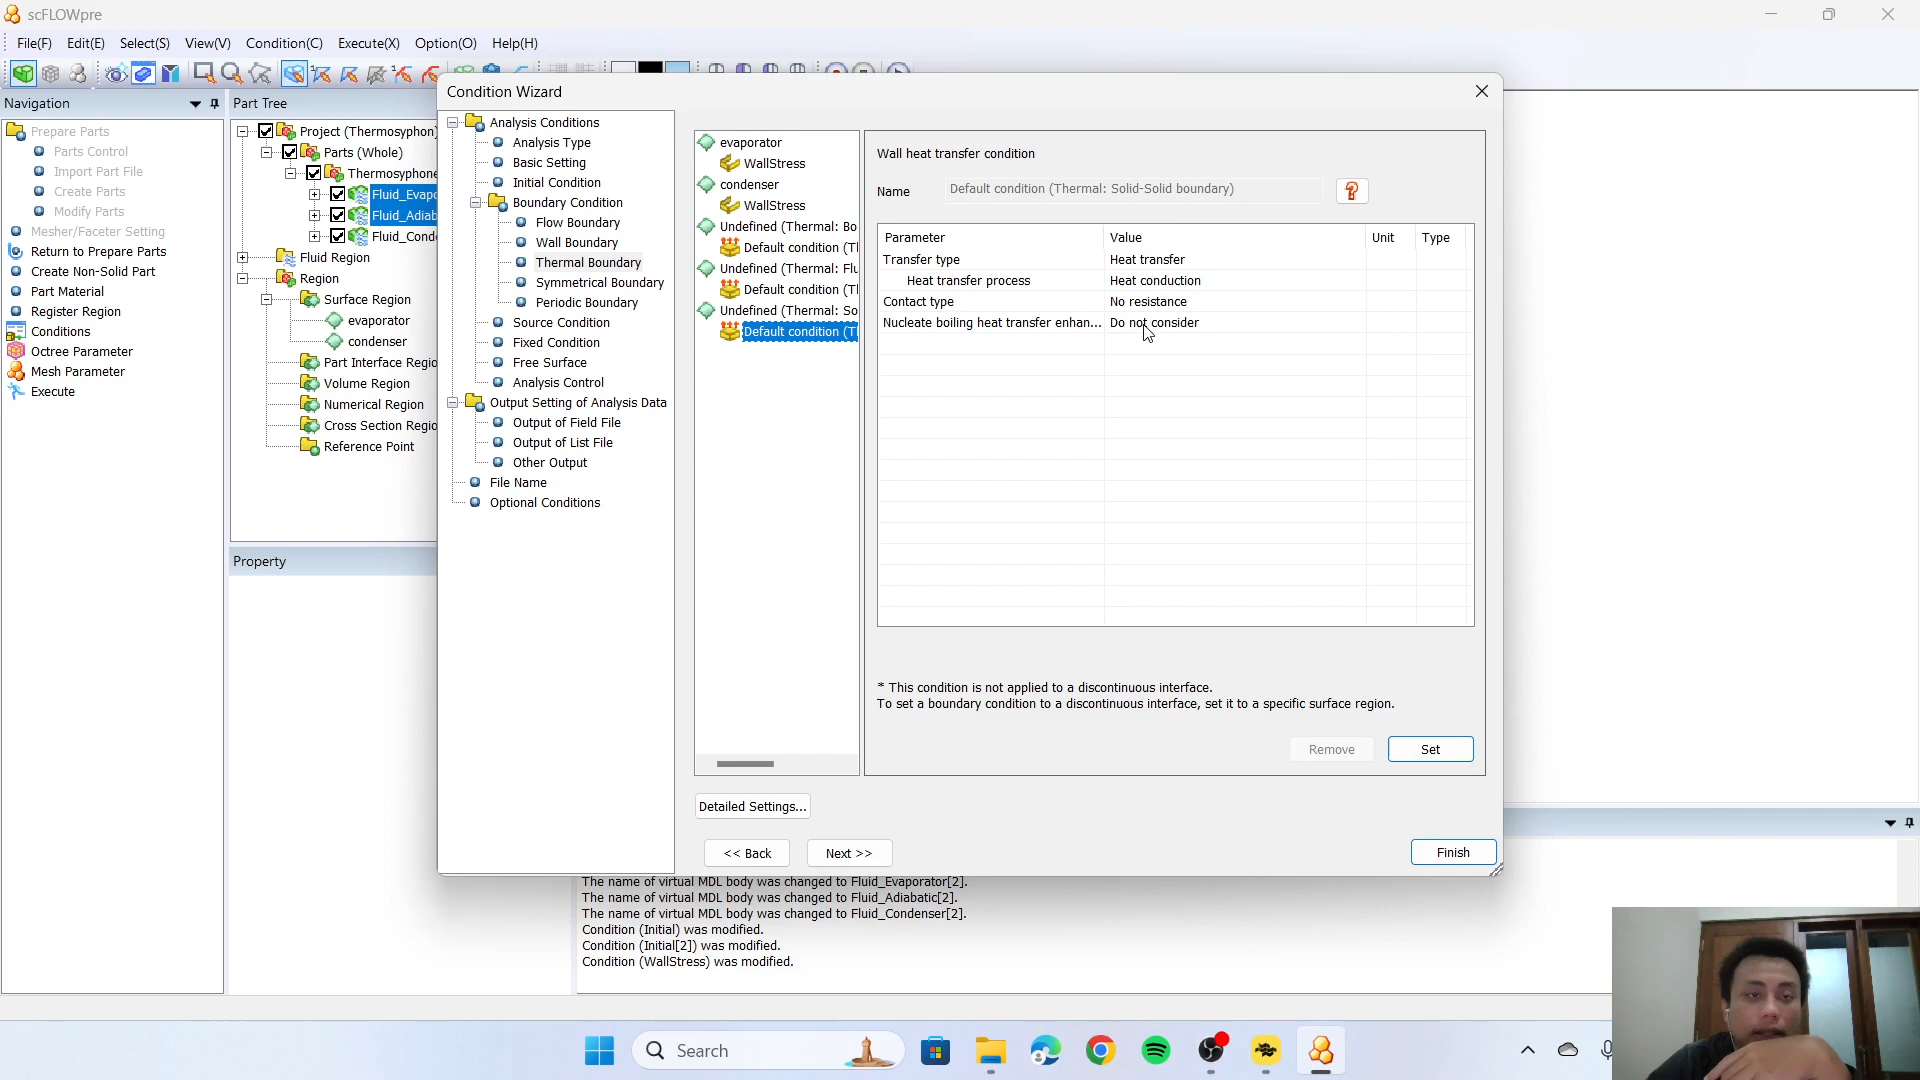 scFLOWpre
File(F) Edit(E) Select(S) View(V) Condition(C) Execute(X) Option(O) Help(H)
Navigation
Prepare Parts
Parts Control
Import Part File
Create Parts
Modify Parts
Mesher/Faceter Setting
Return to Prepare Parts
Create Non-Solid Part
Part Material
Register Region
Conditions
Octree Parameter
Mesh Parameter
Execute
Part Tree
Project (Thermosyphon)
Parts (Whole)
Thermosyphone
Fluid_Evapo
Fluid_Adiab
Fluid_Conde
Fluid Region
Region
Surface Region
evaporator
condenser
Part Interface Regio
Volume Region
Numerical Region
Cross Section Regio
Reference Point
Property
Condition Wizard
Analysis Conditions
Analysis Type
Basic Setting
Initial Condition
Boundary Condition
Flow Boundary
Wall Boundary
Thermal Boundary
Symmetrical Boundary
Periodic Boundary
Source Condition
Fixed Condition
Free Surface
Analysis Control
Output Setting of Analysis Data
Output of Field File
Output of List File
Other Output
File Name
Optional Conditions
evaporator
WallStress
condenser
WallStress
Undefined (Thermal: Bo
Default condition (Tl
Undefined (Thermal: Flu
Default condition (Tl
Undefined (Thermal: So
Default condition (Tl
Wall heat transfer condition
Name Default condition (Thermal: Solid-Solid boundary) ?
Parameter Value Unit Type
Transfer type Heat transfer
Heat transfer process Heat conduction
Contact type No resistance
Nucleate boiling heat transfer enhan... Do not consider
* This condition is not applied to a discontinuous interface.
To set a boundary condition to a discontinuous interface, set it to a specific surface region.
Remove Set
Detailed Settings...
<< Back Next >> Finish
The name of virtual MDL body was changed to Fluid_Evaporator[2].
The name of virtual MDL body was changed to Fluid_Adiabatic[2].
The name of virtual MDL body was changed to Fluid_Condenser[2].
Condition (Initial) was modified.
Condition (Initial[2]) was modified.
Condition (WallStress) was modified.
Search